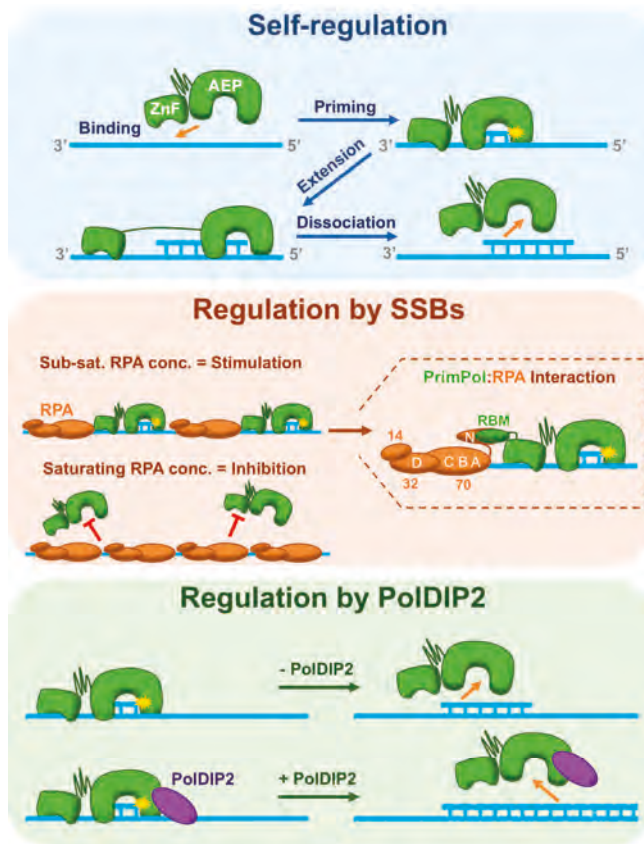 Self-regulation
AEP
ZnF
Binding
Priming
3’
5’
3’
5’
Extension
Dissociation
3’
5’
3’
5’
Regulation by SSBs
Sub-sat. RPA conc. = Stimulation
PrimPol:RPA Interaction
RPA
RBM
N
14
D
C B A
32
70
Saturating RPA conc. = Inhibition
Regulation by PolDIP2
- PolDIP2
PolDIP2
+ PolDIP2